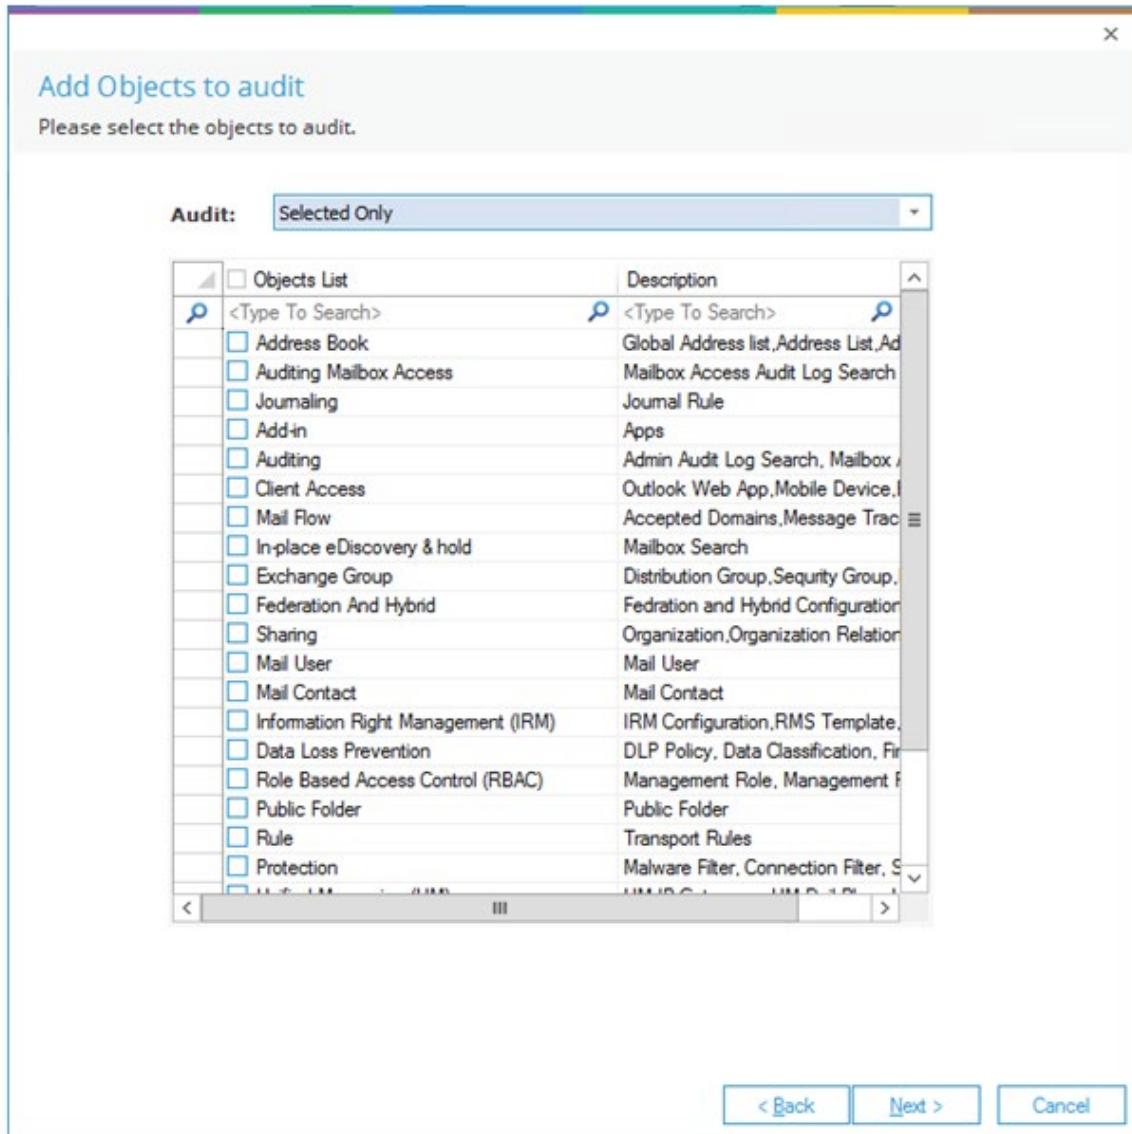 Add Objects to audit
Please select the objects to audit.
Audit: Selected Only
Objects List Description
<Type To Search> <Type To Search>
Address Book Global Address list,Address List,Ad
Auditing Mailbox Access Mailbox Access Audit Log Search
Journaling Journal Rule
Add-in Apps
Auditing Admin Audit Log Search, Mailbox
Client Access Outlook Web App,Mobile Device,
Mail Flow Accepted Domains,Message Trac
In-place eDiscovery & hold Mailbox Search
Exchange Group Distribution Group,Sequrity Group,
Federation And Hybrid Fedration and Hybrid Configuration
Sharing Organization,Organization Relation
Mail User Mail User
Mail Contact Mail Contact
Information Right Management (IRM) IRM Configuration,RMS Template,
Data Loss Prevention DLP Policy, Data Classification, Fin
Role Based Access Control (RBAC) Management Role, Management
Public Folder Public Folder
Rule Transport Rules
Protection Malware Filter, Connection Filter, S
< Back Next > Cancel